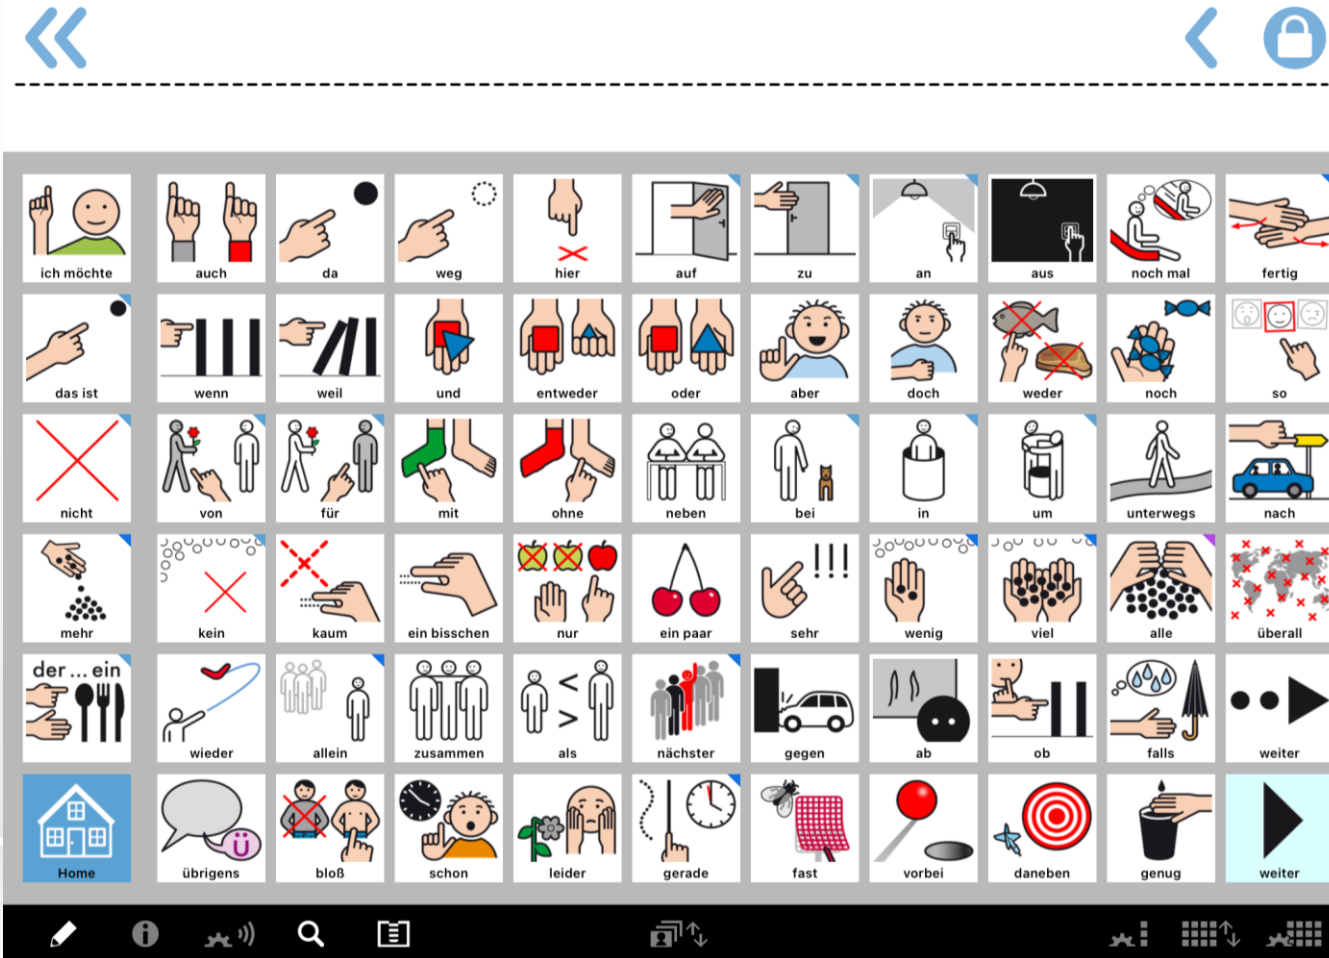 ich möchte
auch
da
weg
hier
auf
zu
an
aus
noch mal
fertig
das ist
wenn
weil
und
entweder
oder
aber
doch
weder
noch
so
nicht
von
für
mit
ohne
neben
bei
in
um
unterwegs
nach
mehr
kein
kaum
ein bisschen
nur
ein paar
!!!
sehr
wenig
viel
alle
überall
der ... ein
wieder
allein
zusammen
<
>
als
nächster
gegen
ab
ob
falls
weiter
Home
Ü
übrigens
bloß
schon
leider
gerade
fast
vorbei
daneben
genug
weiter